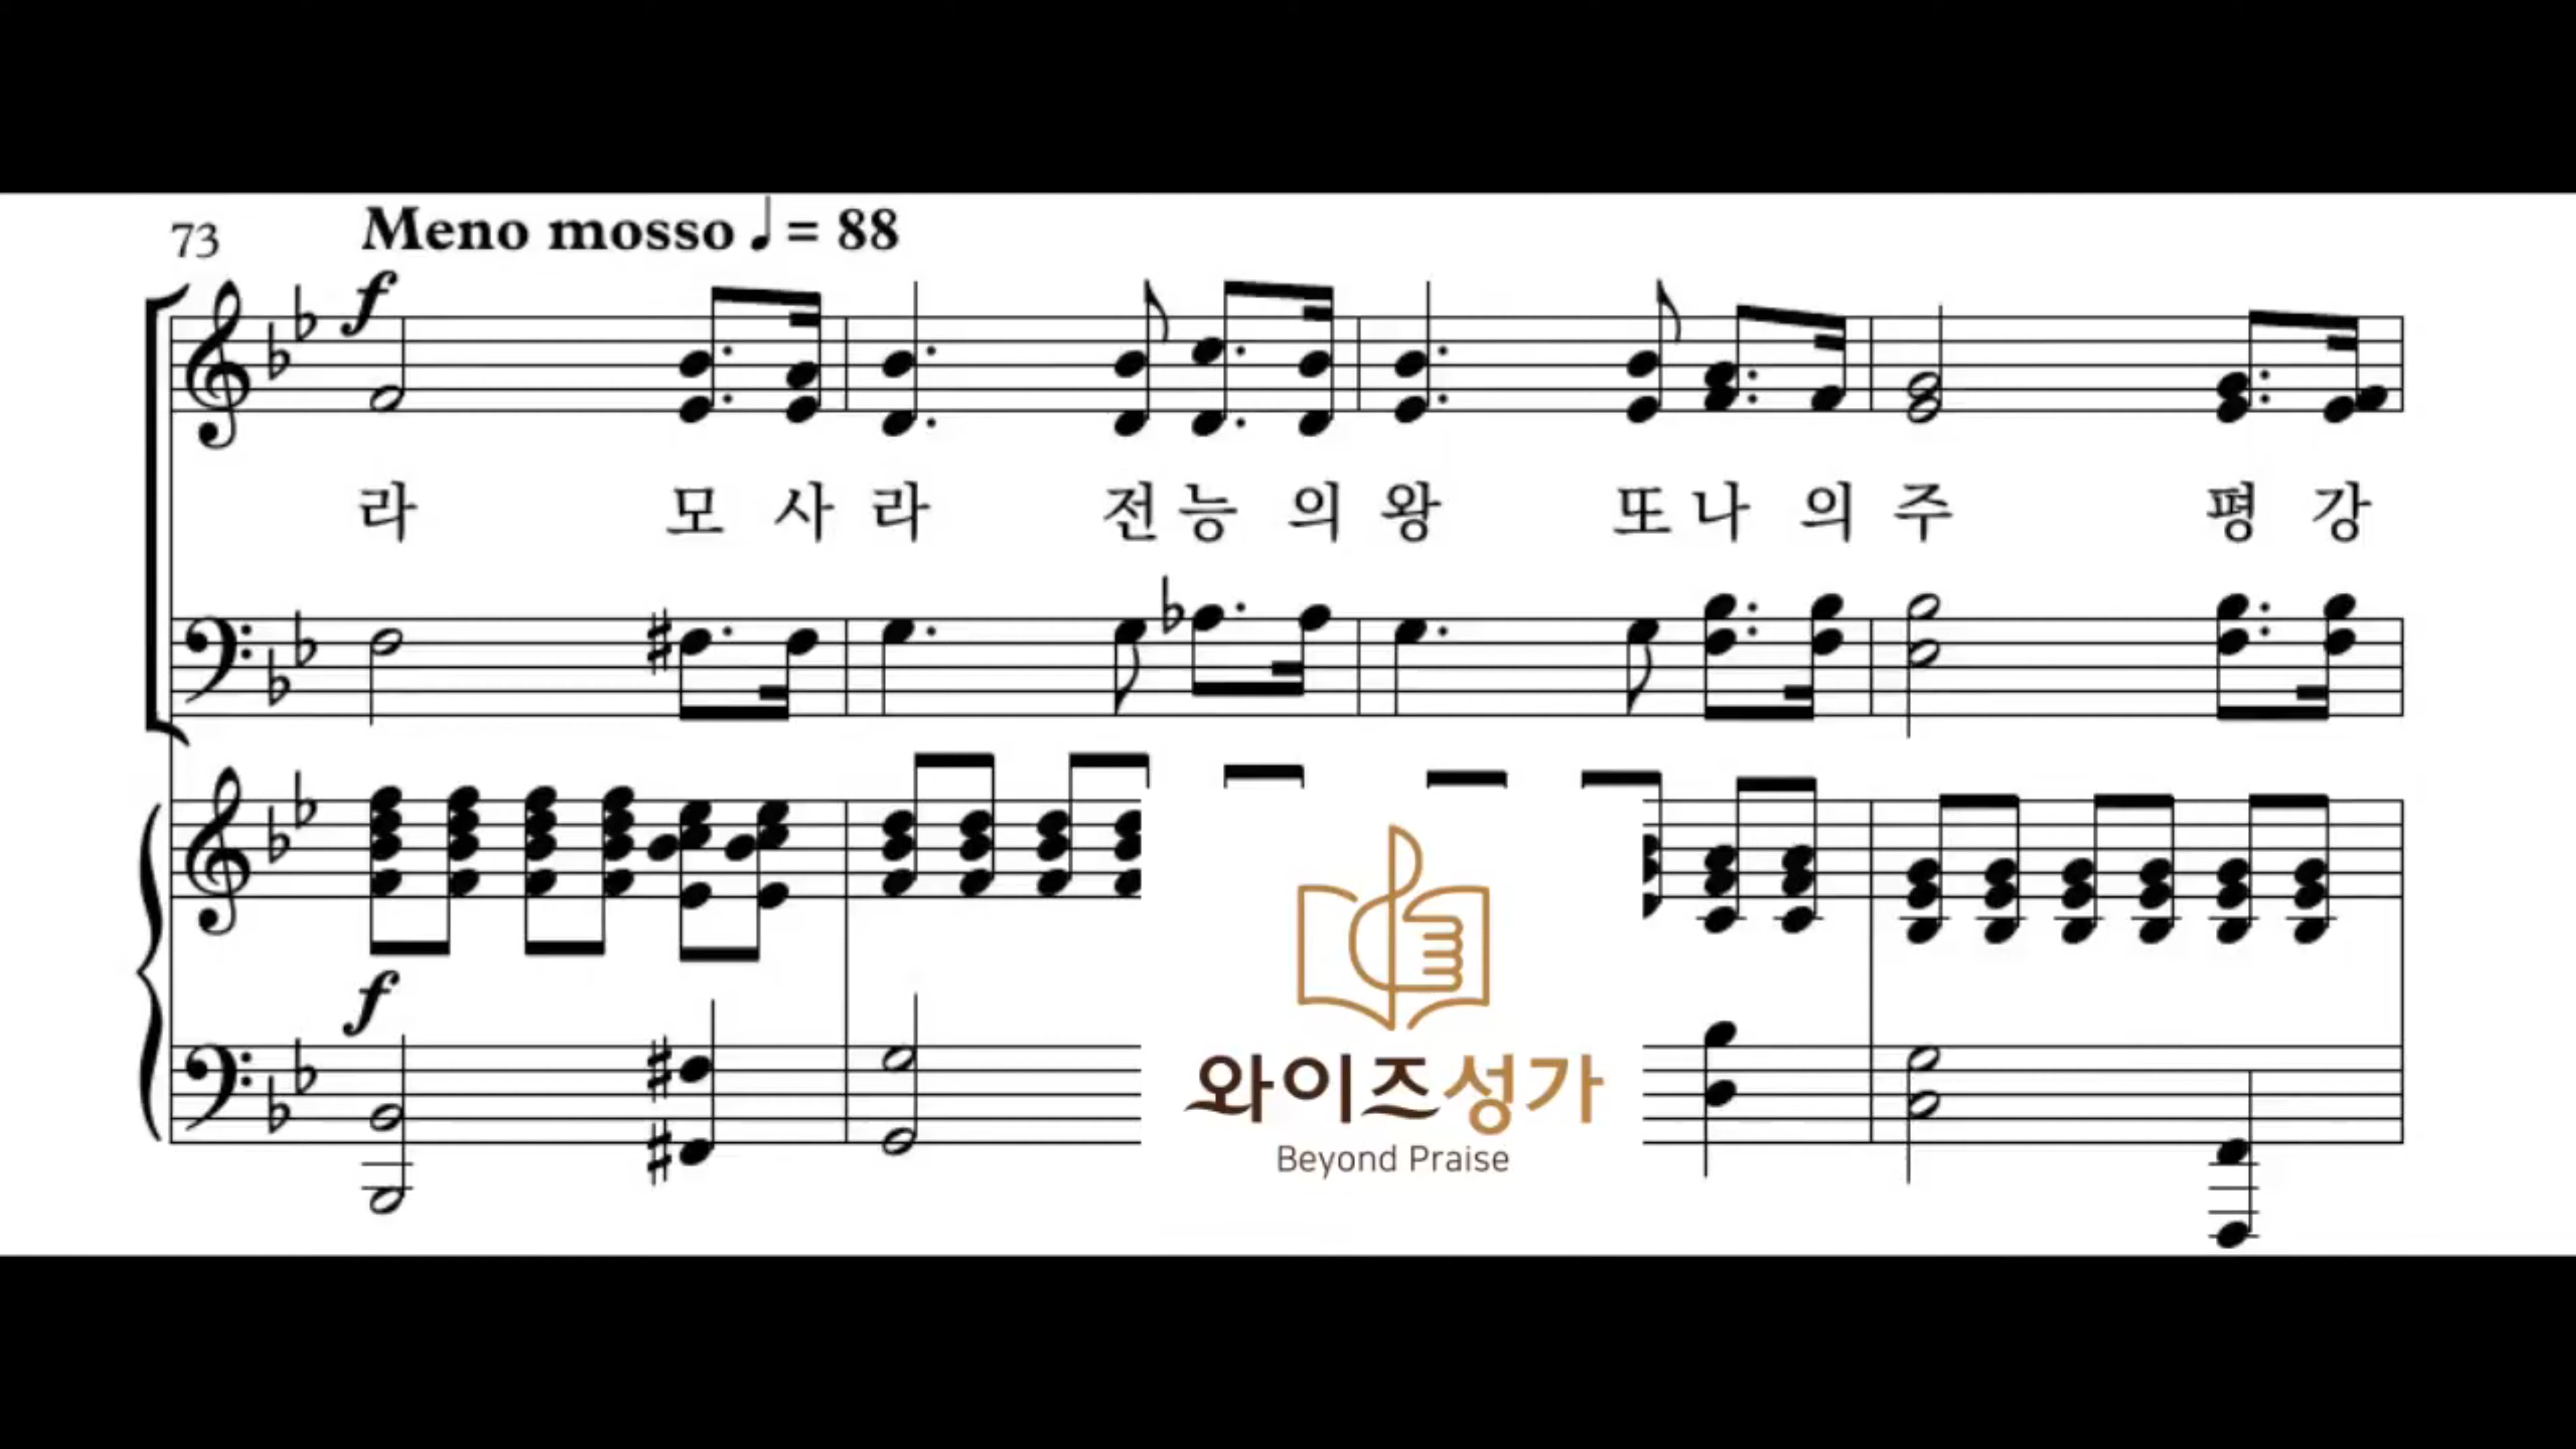 73 Meno mosso ♩ = 88
f
라 모 사 라 전 능 의 왕 또 나 의 주 평 강
f
와이즈성가
Beyond Praise